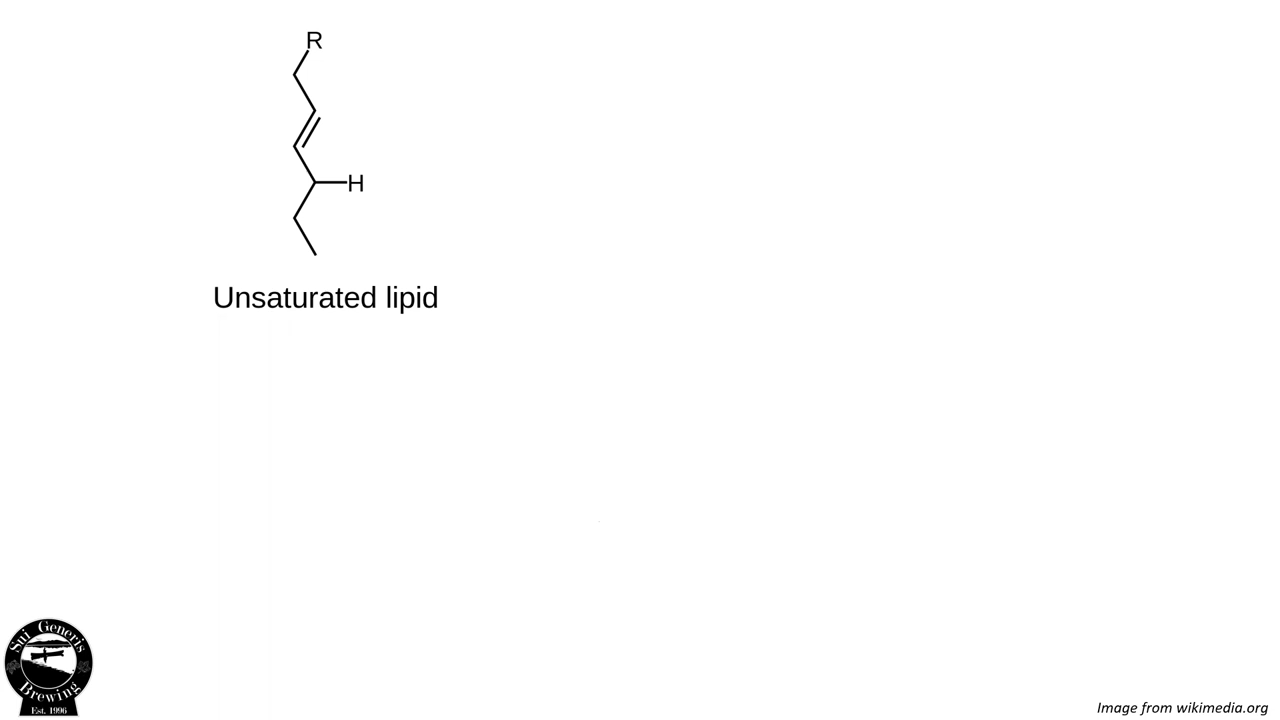 R
H
Unsaturated lipid
Sui Generis
Brewing
Est. 1996
Image from wikimedia.org